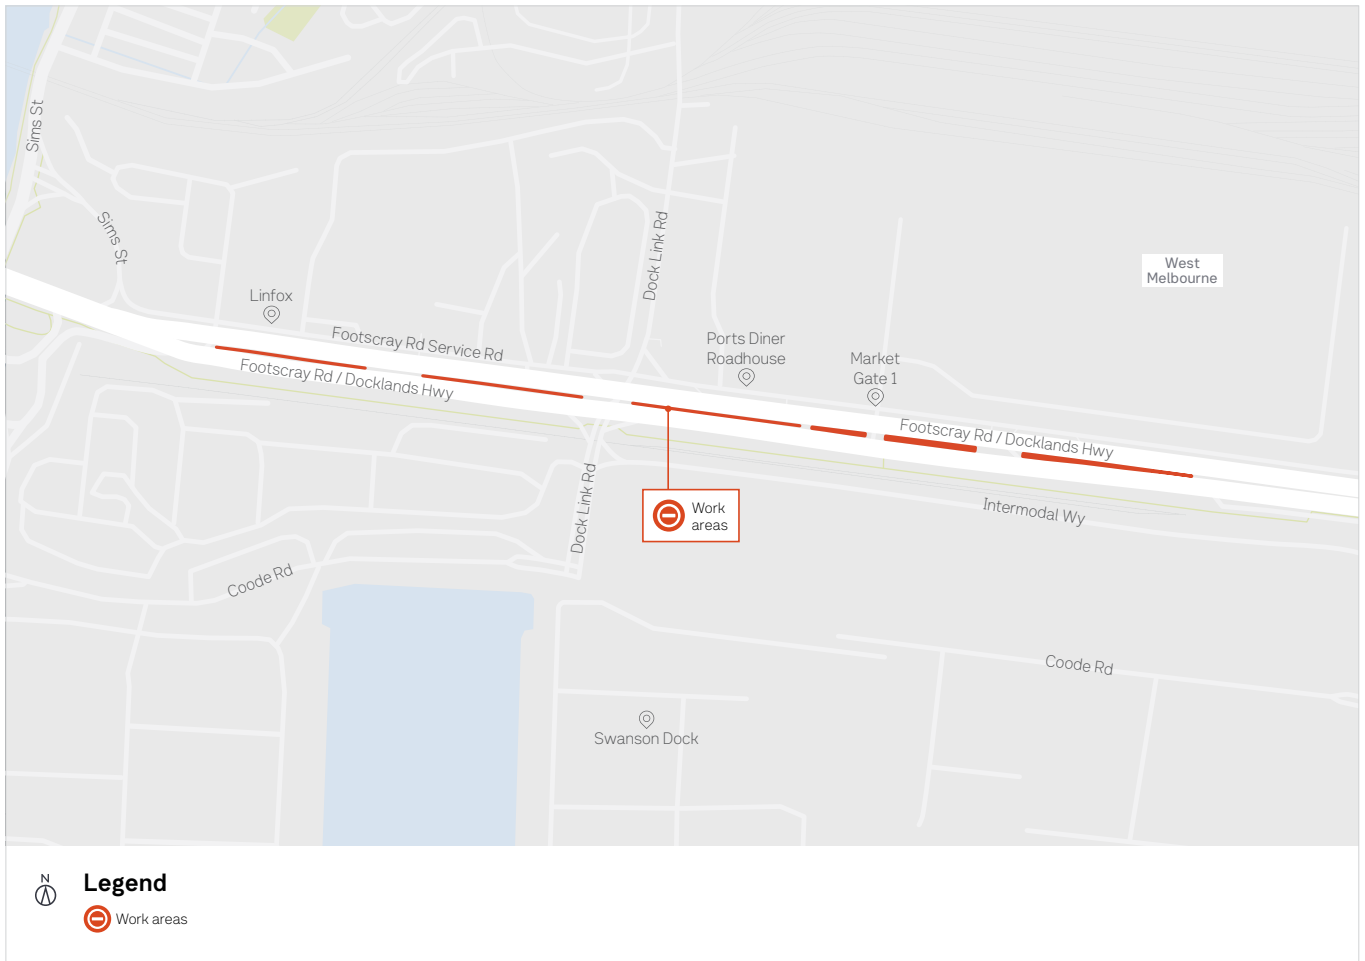 Sims St
Sims St
Dock Link Rd
West
Melbourne
Linfox
Footscray Rd Service Rd
Ports Diner
Roadhouse
Market
Gate 1
Footscray Rd / Docklands Hwy
Footscray Rd / Docklands Hwy
Work
areas
Dock Link Rd
Intermodal Wy
Coode Rd
Coode Rd
Swanson Dock
N
Legend
Work areas